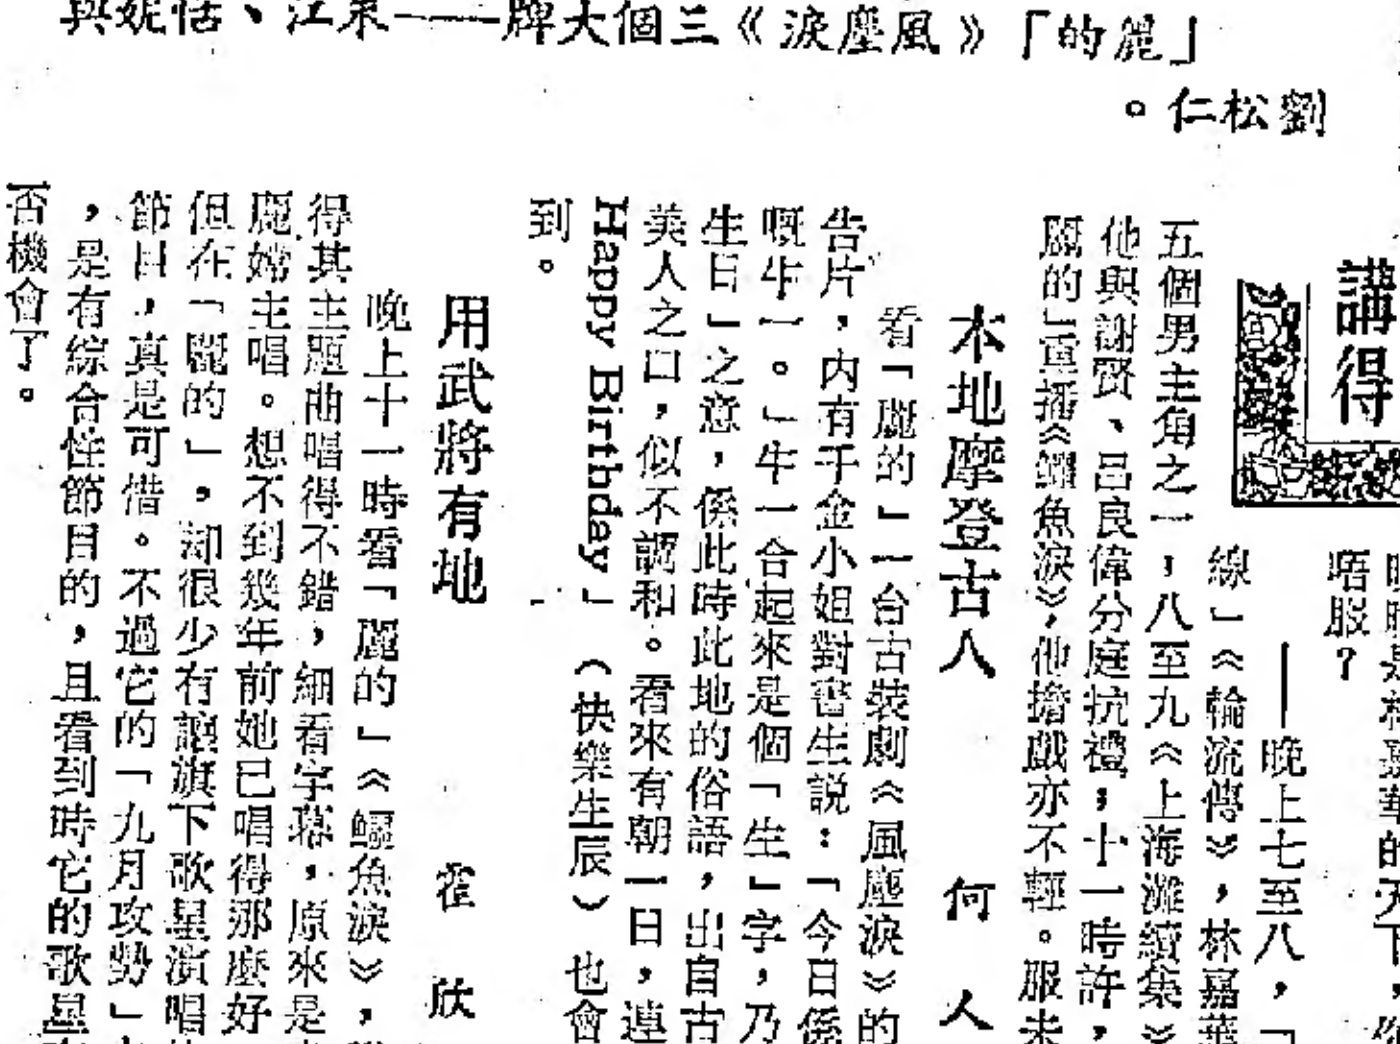 「麗的」《風塵淚》三個大牌——江東、恬妮與
劉松仁。
講得
唔服？
——晚上七至八，「
線」《輪流傳》，林嘉華
五個男主角之一，八至九《上海灘續集》
他與謝賢、呂良偉分庭抗禮；十一時許，
麗的」重播《鱷魚淚》，他擔戲亦不輕。服未
本地摩登古人
何人
看「麗的」一台古裝劇《風塵淚》的
告片，內有千金小姐對書生説：「今日係
嘅牛一。」牛一合起來是個「生」字，乃
生日」之意，係此時此地的俗語，出自古
美人之口，似不調和。看來有朝一日，連
Happy Birthday」（快樂生辰）也會
到。
用武將有地
霍欣
晚上十一時看「麗的」《鱷魚淚》，
得其主題曲唱得不錯，細看字幕，原來是
麗嫦主唱。想不到幾年前她已唱得那麼好
但在「麗的」，却很少有讓旗下歌星演唱
節目，真是可惜。不過它的「九月攻勢」
，是有綜合性節目的，且看到時它的歌星
否機會了。